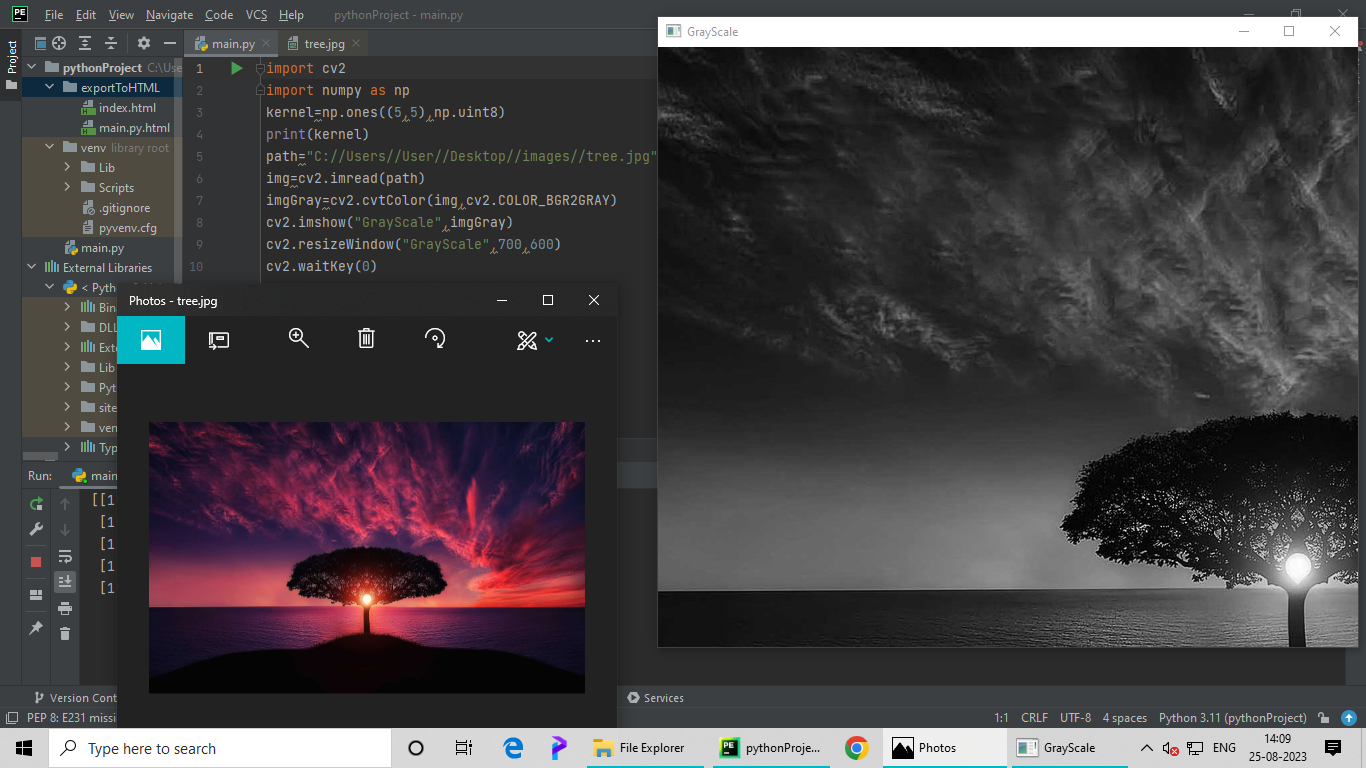 File Edit View Navigate Code VCS Help pythonProject - main.py
Project
main.py tree.jpg
pythonProject C:\Use
exportToHTML
index.html
main.py.html
venv library root
Lib
Scripts
.gitignore
pyvenv.cfg
main.py
External Libraries
< Pyth
Bin
DLL
Exte
Lib
Pyt
site
ven
Typ
1 import cv2
2 import numpy as np
3 kernel=np.ones((5,5),np.uint8)
4 print(kernel)
5 path="C://Users//User//Desktop//images//tree.jpg"
6 img=cv2.imread(path)
7 imgGray=cv2.cvtColor(img,cv2.COLOR_BGR2GRAY)
8 cv2.imshow("GrayScale",imgGray)
9 cv2.resizeWindow("GrayScale",700,600)
10 cv2.waitKey(0)
GrayScale
Photos - tree.jpg
Run: main
[[1
[1
[1
[1
[1
Version Cont Services
PEP 8: E231 missi 1:1 CRLF UTF-8 4 spaces Python 3.11 (pythonProject)
Type here to search File Explorer pythonProje... Photos GrayScale ENG 14:09
25-08-2023